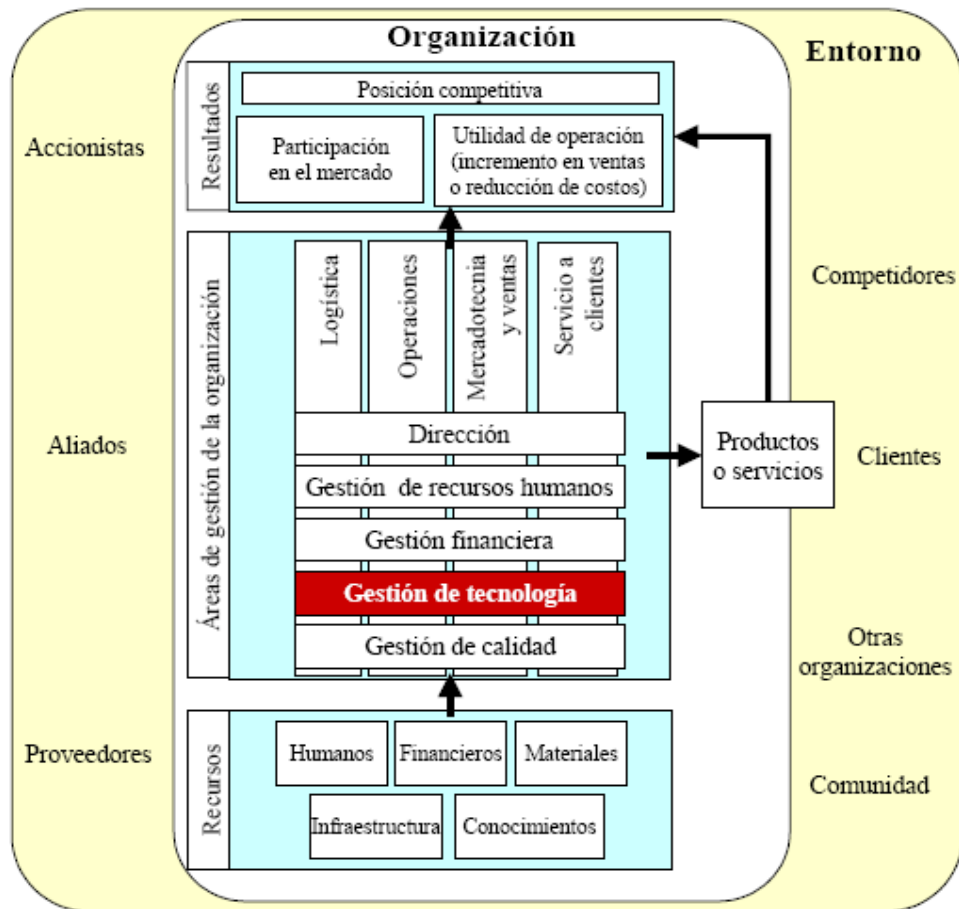 Organización
Entorno
Resultados
Posición competitiva
Participación
en el mercado
Utilidad de operación
(incremento en ventas
o reducción de costos)
Accionistas
Aliados
Proveedores
Áreas de gestión de la organización
Logística
Operaciones
Mercadotecnia
y ventas
Servicio a
clientes
Dirección
Gestión de recursos humanos
Gestión financiera
Gestión de tecnología
Gestión de calidad
Productos
o servicios
Competidores
Clientes
Otras
organizaciones
Comunidad
Recursos
Humanos
Financieros
Materiales
Infraestructura
Conocimientos